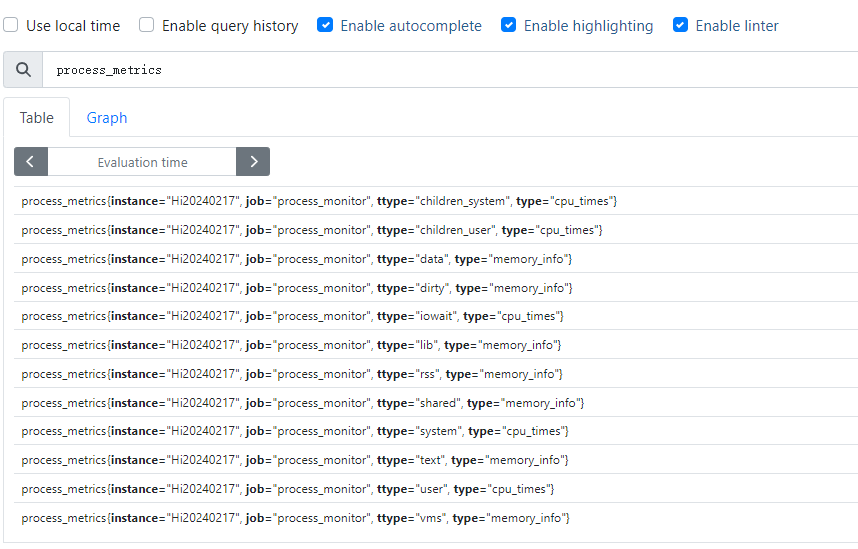 Use local time Enable query history Enable autocomplete Enable highlighting Enable linter
process_metrics
Table Graph
Evaluation time
process_metrics{instance="Hi20240217", job="process_monitor", ttype="children_system", type="cpu_times"}
process_metrics{instance="Hi20240217", job="process_monitor", ttype="children_user", type="cpu_times"}
process_metrics{instance="Hi20240217", job="process_monitor", ttype="data", type="memory_info"}
process_metrics{instance="Hi20240217", job="process_monitor", ttype="dirty", type="memory_info"}
process_metrics{instance="Hi20240217", job="process_monitor", ttype="iowait", type="cpu_times"}
process_metrics{instance="Hi20240217", job="process_monitor", ttype="lib", type="memory_info"}
process_metrics{instance="Hi20240217", job="process_monitor", ttype="rss", type="memory_info"}
process_metrics{instance="Hi20240217", job="process_monitor", ttype="shared", type="memory_info"}
process_metrics{instance="Hi20240217", job="process_monitor", ttype="system", type="cpu_times"}
process_metrics{instance="Hi20240217", job="process_monitor", ttype="text", type="memory_info"}
process_metrics{instance="Hi20240217", job="process_monitor", ttype="user", type="cpu_times"}
process_metrics{instance="Hi20240217", job="process_monitor", ttype="vms", type="memory_info"}